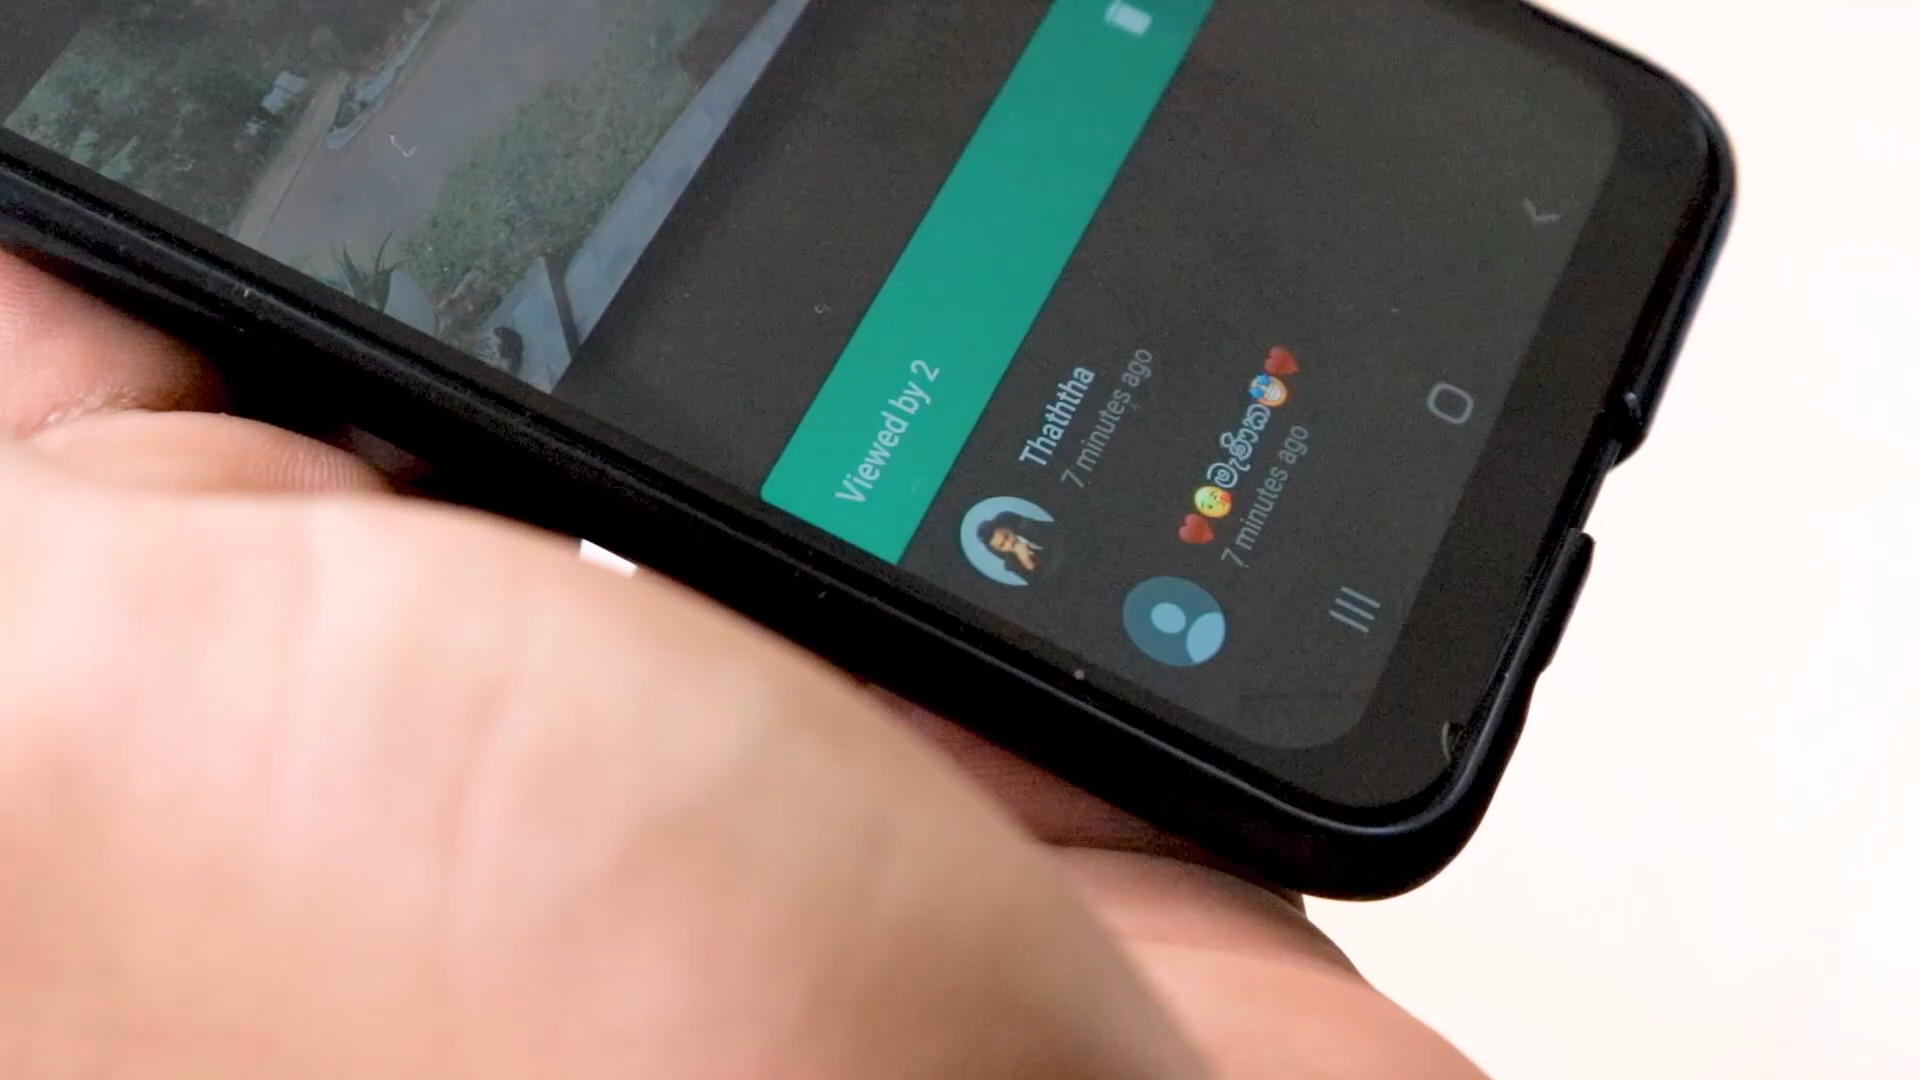 Viewed by 2
Thaththa
7 minutes ago
❤️😘මැණික🤩❤️
7 minutes ago